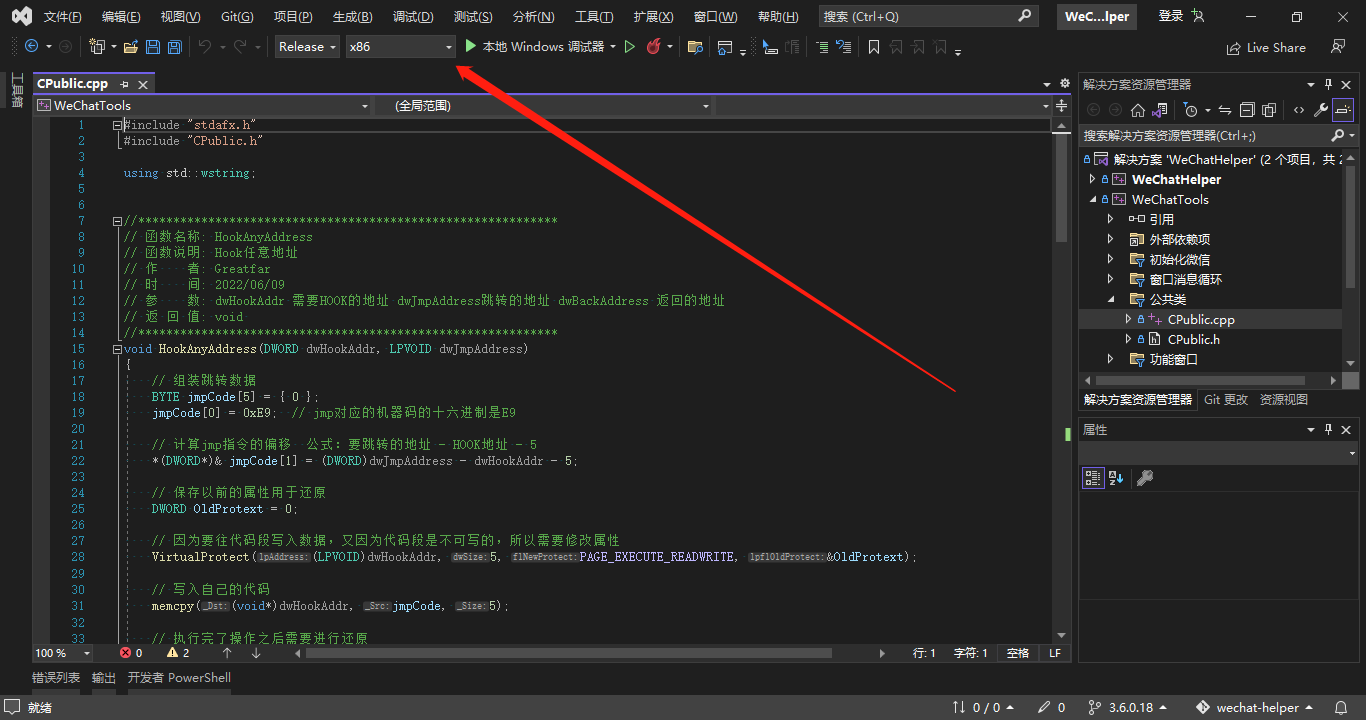 文件(F) 编辑(E) 视图(V) Git(G) 项目(P) 生成(B) 调试(D) 测试(S) 分析(N) 工具(T) 扩展(X) 窗口(W) 帮助(H) 搜索 (Ctrl+Q) WeC...lper 登录
Release x86 本地 Windows 调试器 Live Share
工具箱
CPublic.cpp
WeChatTools (全局范围)
1 #include "stdafx.h"
2 #include "CPublic.h"
3
4 using std::wstring;
5
6
7 //************************************************************
8 // 函数名称: HookAnyAddress
9 // 函数说明: Hook任意地址
10 // 作 者: Greatfar
11 // 时 间: 2022/06/09
12 // 参 数: dwHookAddr 需要HOOK的地址 dwJmpAddress跳转的地址 dwBackAddress 返回的地址
13 // 返 回 值: void
14 //************************************************************
15 void HookAnyAddress(DWORD dwHookAddr, LPVOID dwJmpAddress)
16 {
17 // 组装跳转数据
18 BYTE jmpCode[5] = { 0 };
19 jmpCode[0] = 0xE9; // jmp对应的机器码的十六进制是E9
20
21 // 计算jmp指令的偏移 公式: 要跳转的地址 - HOOK地址 - 5
22 *(DWORD*)& jmpCode[1] = (DWORD)dwJmpAddress - dwHookAddr - 5;
23
24 // 保存以前的属性用于还原
25 DWORD OldProtext = 0;
26
27 // 因为要往代码段写入数据，又因为代码段是不可写的，所以需要修改属性
28 VirtualProtect(lpAddress:(LPVOID)dwHookAddr, dwSize:5, flNewProtect:PAGE_EXECUTE_READWRITE, lpflOldProtect:&OldProtext);
29
30 // 写入自己的代码
31 memcpy(_Dst:(void*)dwHookAddr, _Src:jmpCode, _Size:5);
32
33 // 执行完了操作之后需要进行还原
100 % 0 2 行: 1 字符: 1 空格 LF
错误列表 输出 开发者 PowerShell
解决方案资源管理器
搜索解决方案资源管理器(Ctrl+;)
解决方案 'WeChatHelper' (2 个项目，共 2
WeChatHelper
WeChatTools
引用
外部依赖项
初始化微信
窗口消息循环
公共类
CPublic.cpp
CPublic.h
功能窗口
解决方案资源管理器 Git 更改 资源视图
属性
就绪 0 / 0 0 3.6.0.18 wechat-helper